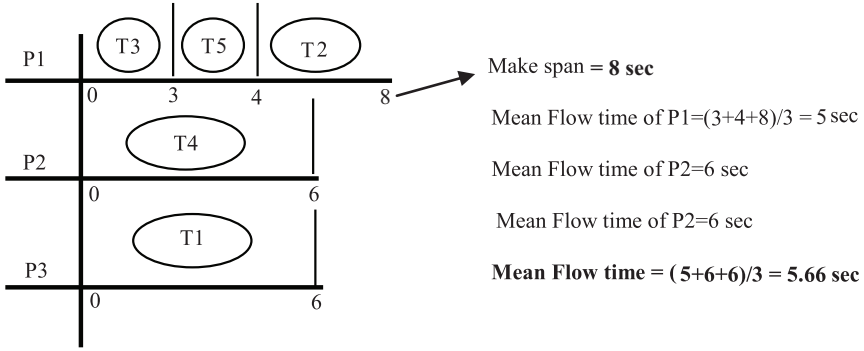 P1
T3
T5
T2
0
3
4
8
P2
T4
0
6
P3
T1
0
6
Make span = 8 sec
Mean Flow time of P1=(3+4+8)/3 = 5 sec
Mean Flow time of P2=6 sec
Mean Flow time of P2=6 sec
Mean Flow time = (5+6+6)/3 = 5.66 sec